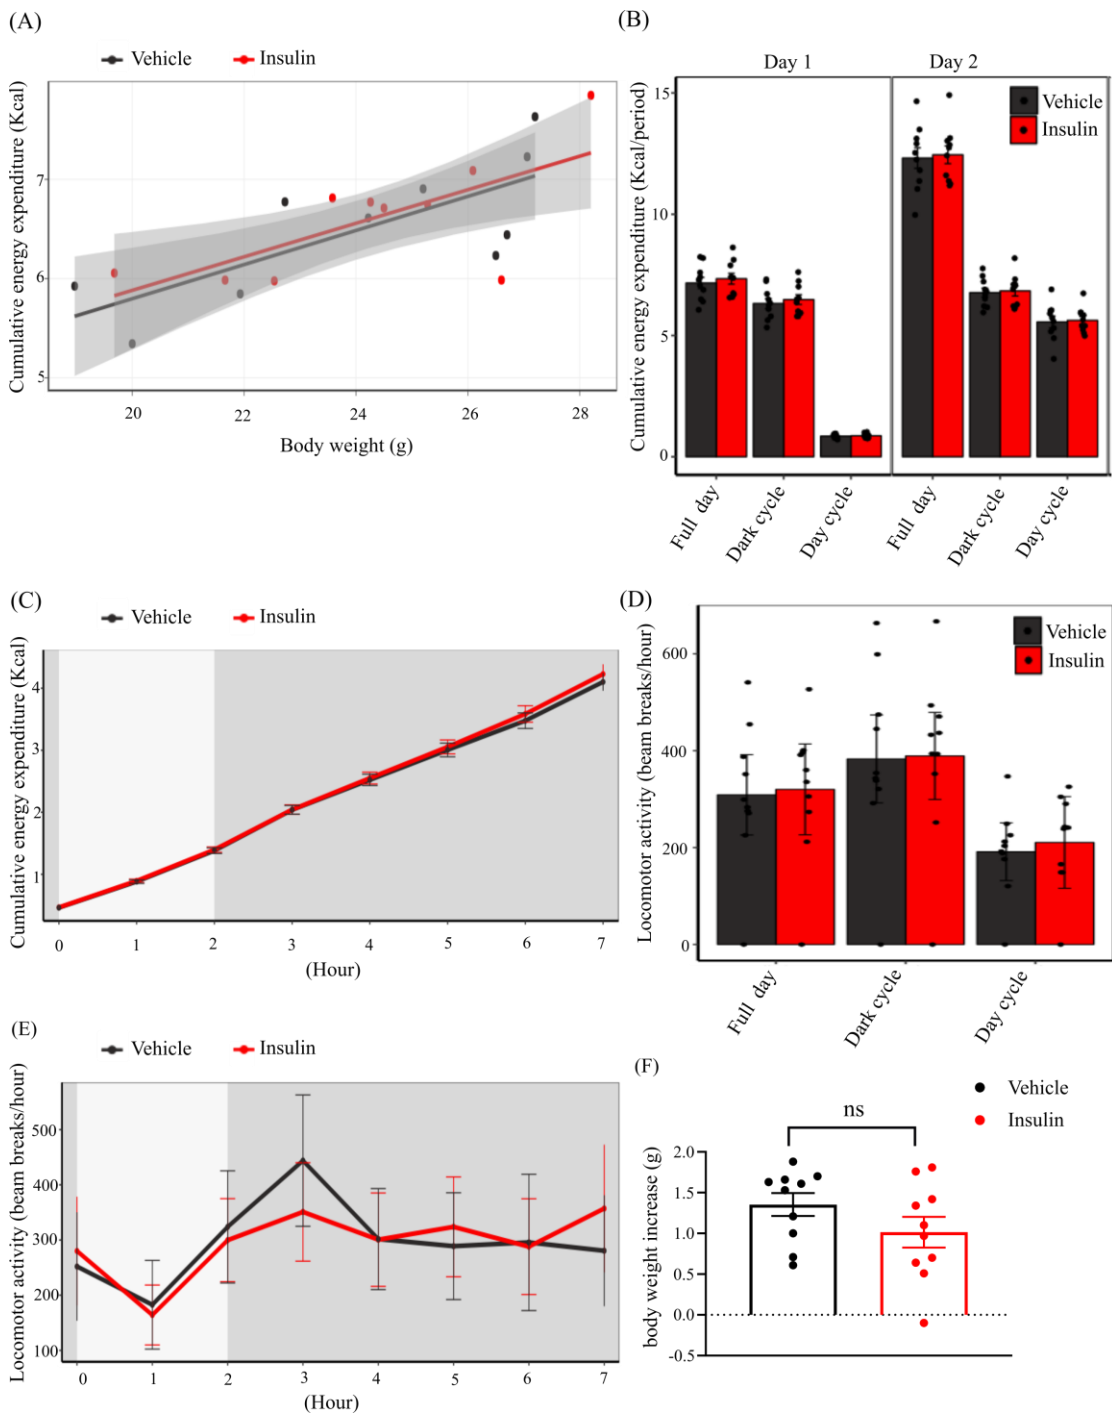 (A)
Vehicle Insulin
Cumulative energy expenditure (Kcal)
7
6
5
20 22 24 26 28
Body weight (g)
(B)
Day 1 Day 2
Vehicle
Insulin
Cumulative energy expenditure (Kcal/period)
15
10
5
0
Full day Dark cycle Day cycle Full day Dark cycle Day cycle
(C)
Vehicle Insulin
Cumulative energy expenditure (Kcal)
4
3
2
1
0 1 2 3 4 5 6 7
(Hour)
(D)
Vehicle
Insulin
Locomotor activity (beam breaks/hour)
600
400
200
0
Full day Dark cycle Day cycle
(E)
Vehicle Insulin
Locomotor activity (beam breaks/hour)
500
400
300
200
100
0 1 2 3 4 5 6 7
(Hour)
(F)
Vehicle
Insulin
ns
body weight increase (g)
2.0
1.5
1.0
0.5
0.0
-0.5